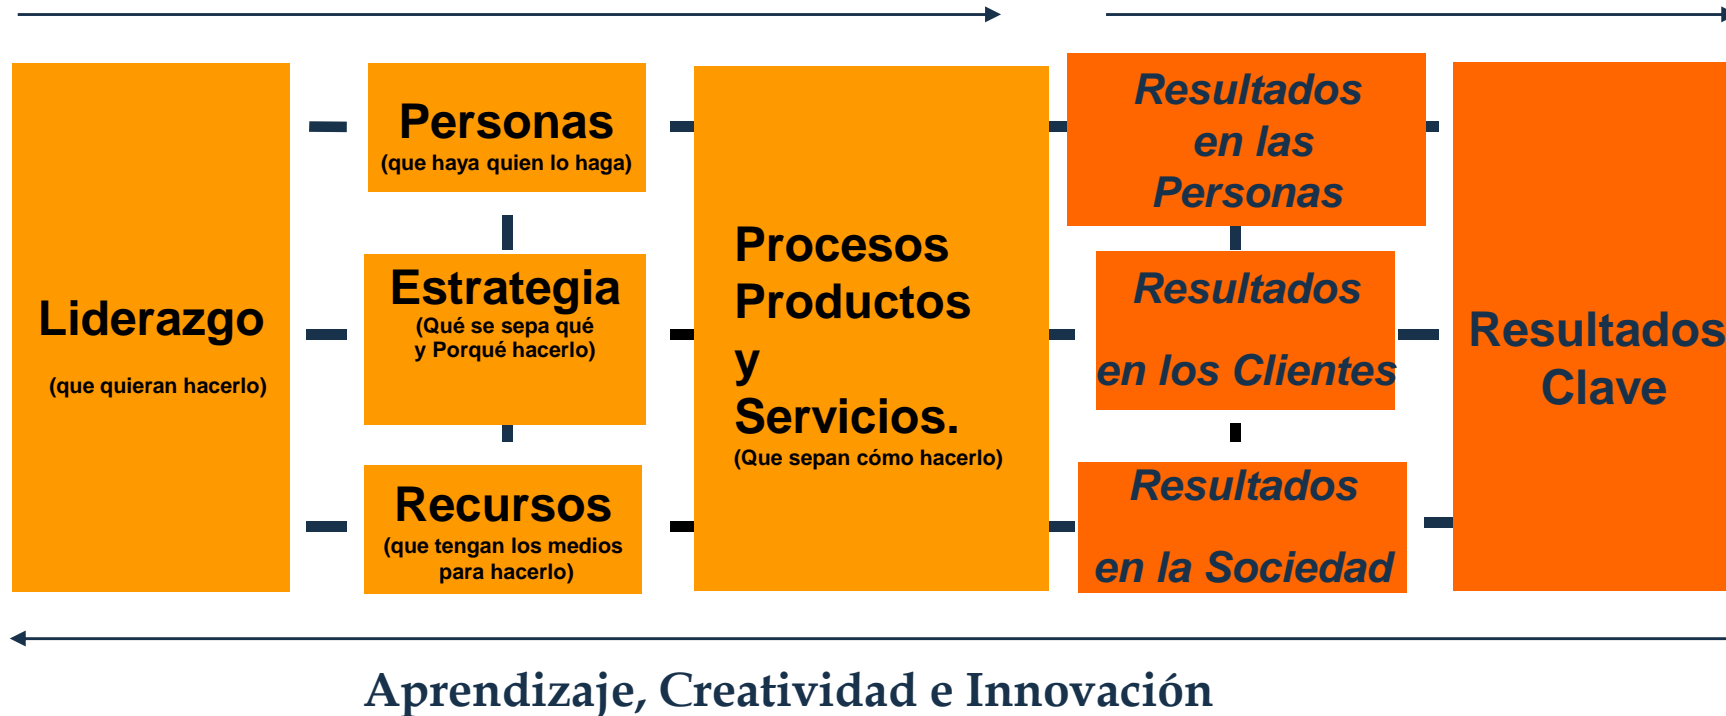 Liderazgo
(que quieran hacerlo)
Personas
(que haya quien lo haga)
Estrategia
(Qué se sepa qué
y Porqué hacerlo)
Recursos
(que tengan los medios
para hacerlo)
Procesos
Productos
y
Servicios.
(Que sepan cómo hacerlo)
Resultados
en las
Personas
Resultados
en los Clientes
Resultados
en la Sociedad
Resultados
Clave
Aprendizaje, Creatividad e Innovación